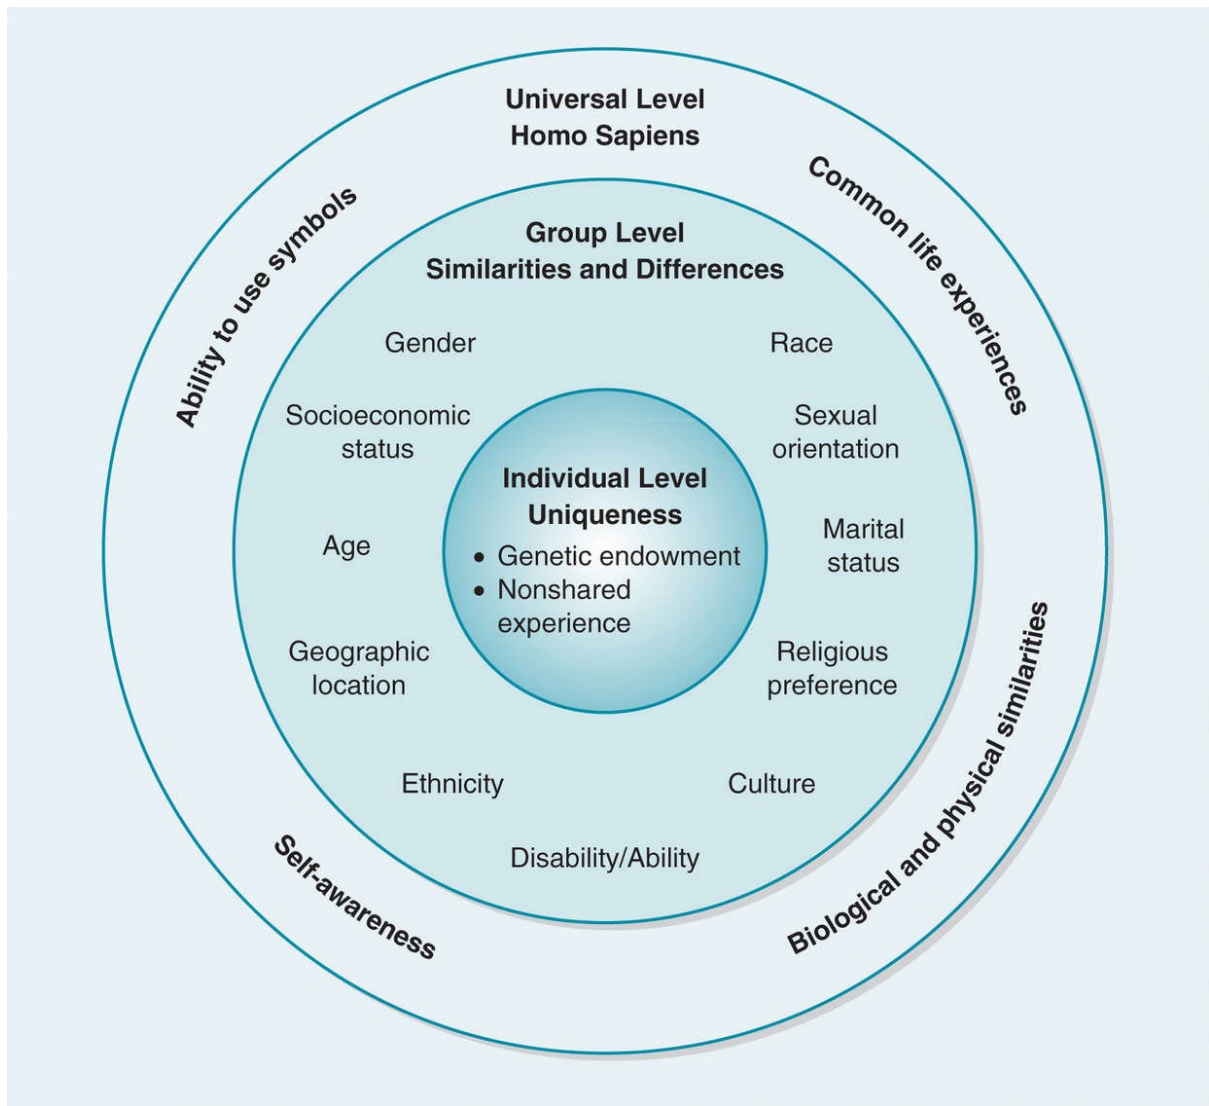 Universal Level
Homo Sapiens
Ability to use symbols
Common life experiences
Group Level
Similarities and Differences
Gender
Race
Socioeconomic
status
Sexual
orientation
Individual Level
Uniqueness
• Genetic endowment
• Nonshared
experience
Age
Marital
status
Geographic
location
Religious
preference
Ethnicity
Culture
Disability/Ability
Self-awareness
Biological and physical similarities